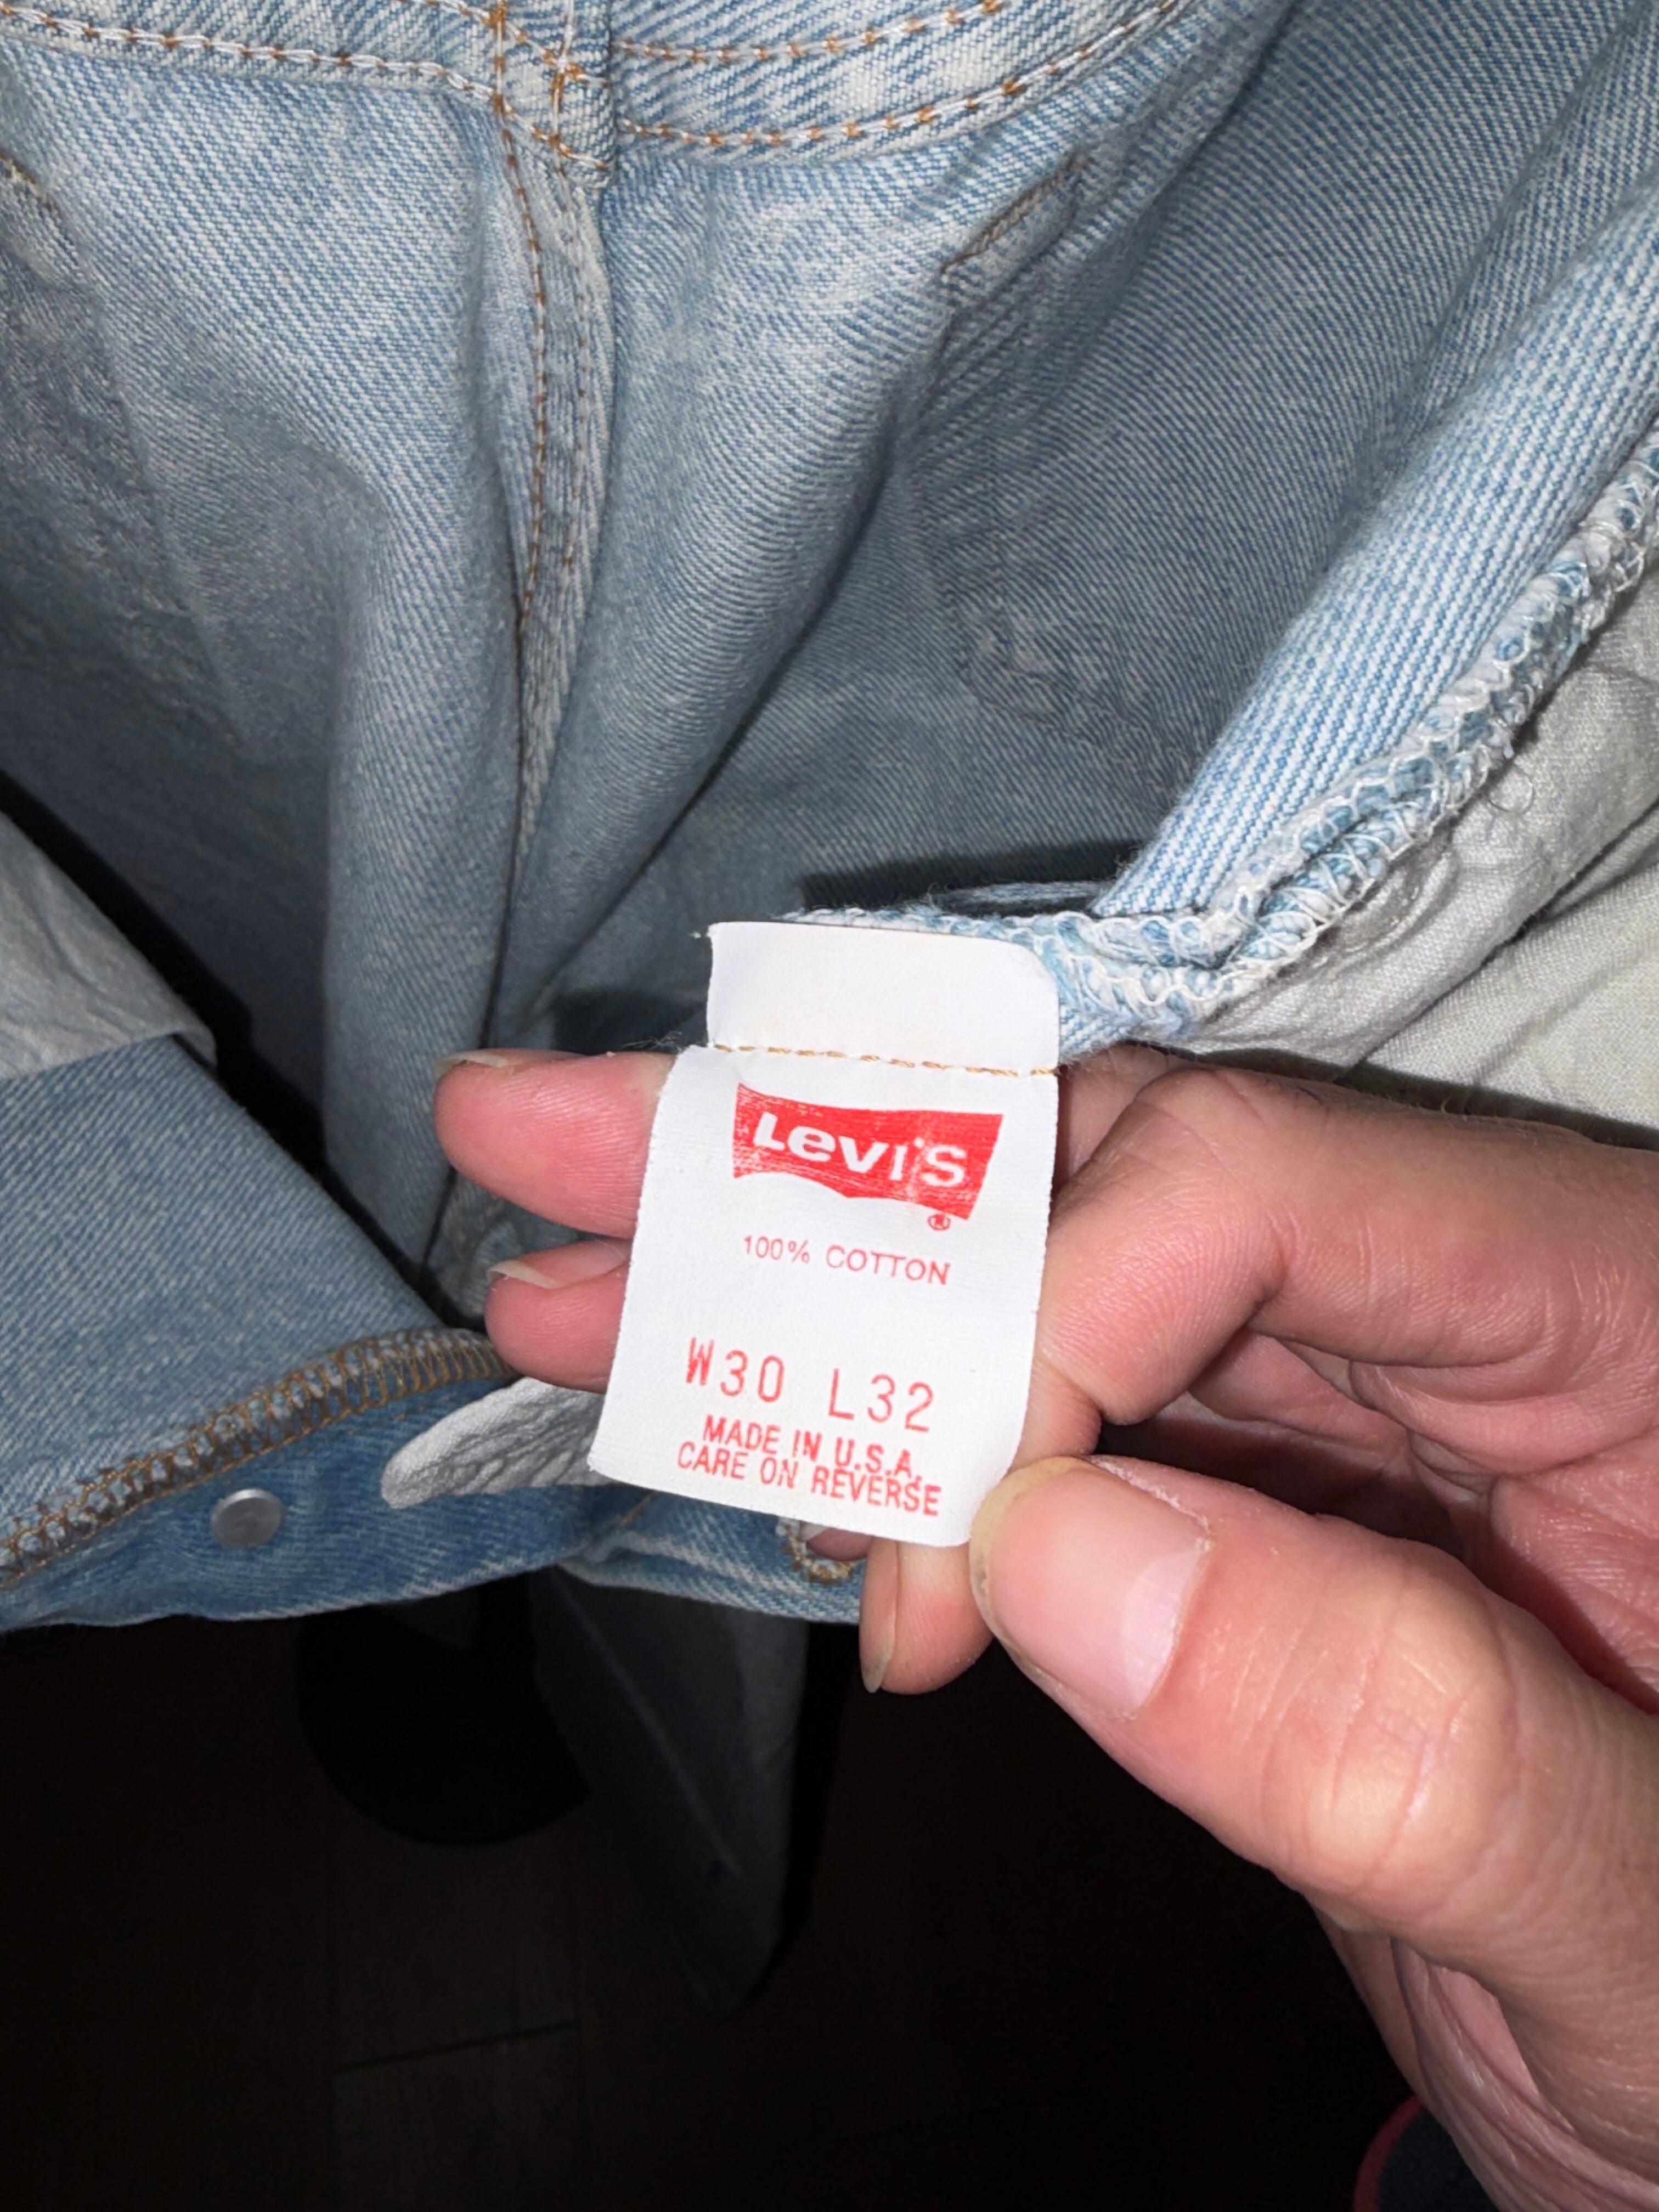 Levi's
®
100% COTTON
W30 L32
MADE IN U.S.A.
CARE ON REVERSE